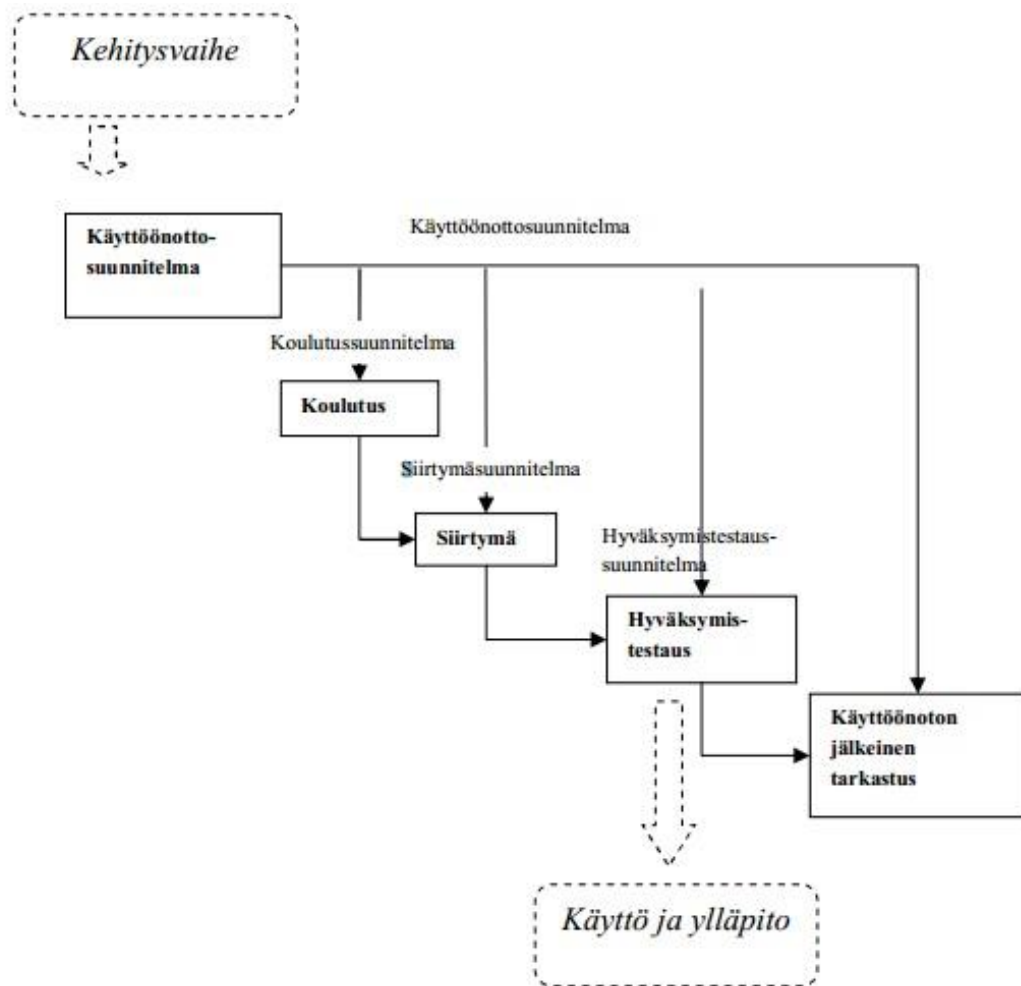 Kehitysvaihe
Käyttöönotto-
suunnitelma
Käyttöönottosuunnitelma
Koulutussuunnitelma
Koulutus
Siirtymäsuunnitelma
Siirtymä
Hyväksymistestaus-
suunnitelma
Hyväksymis-
testaus
Käyttöönoton
jälkeinen
tarkastus
Käyttö ja ylläpito